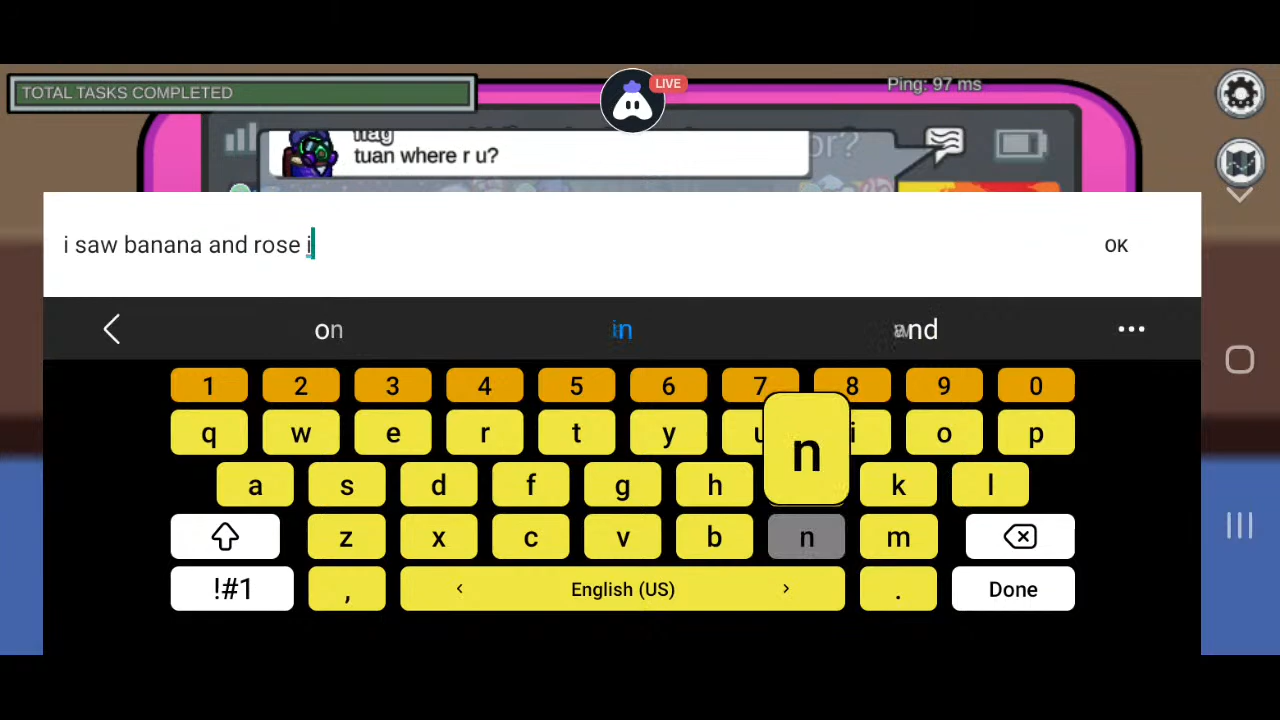 TOTAL TASKS COMPLETED
LIVE
Ping: 97 ms
tuan where r u?
or?
i saw banana and rose i
OK
on
in
and
1 2 3 4 5 6 7 8 9 0
q w e r t y u i o p
a s d f g h k l
n
z x c v b n m
!#1 , English (US) . Done